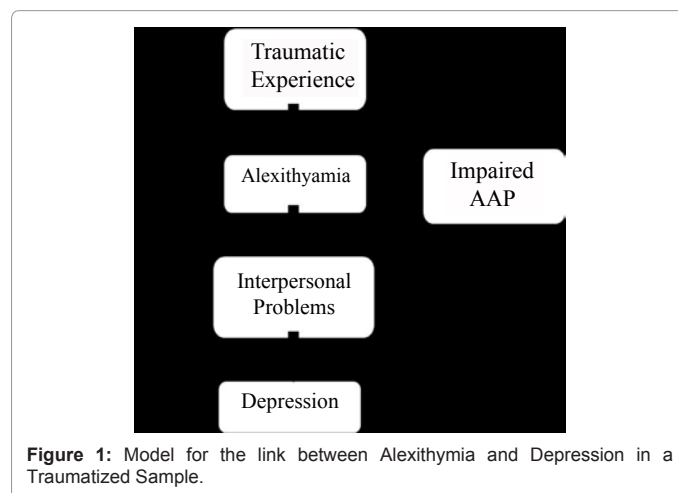 Traumatic
Experience
Alexithyamia
Impaired
AAP
Interpersonal
Problems
Depression
Figure 1: Model for the link between Alexithymia and Depression in a
Traumatized Sample.